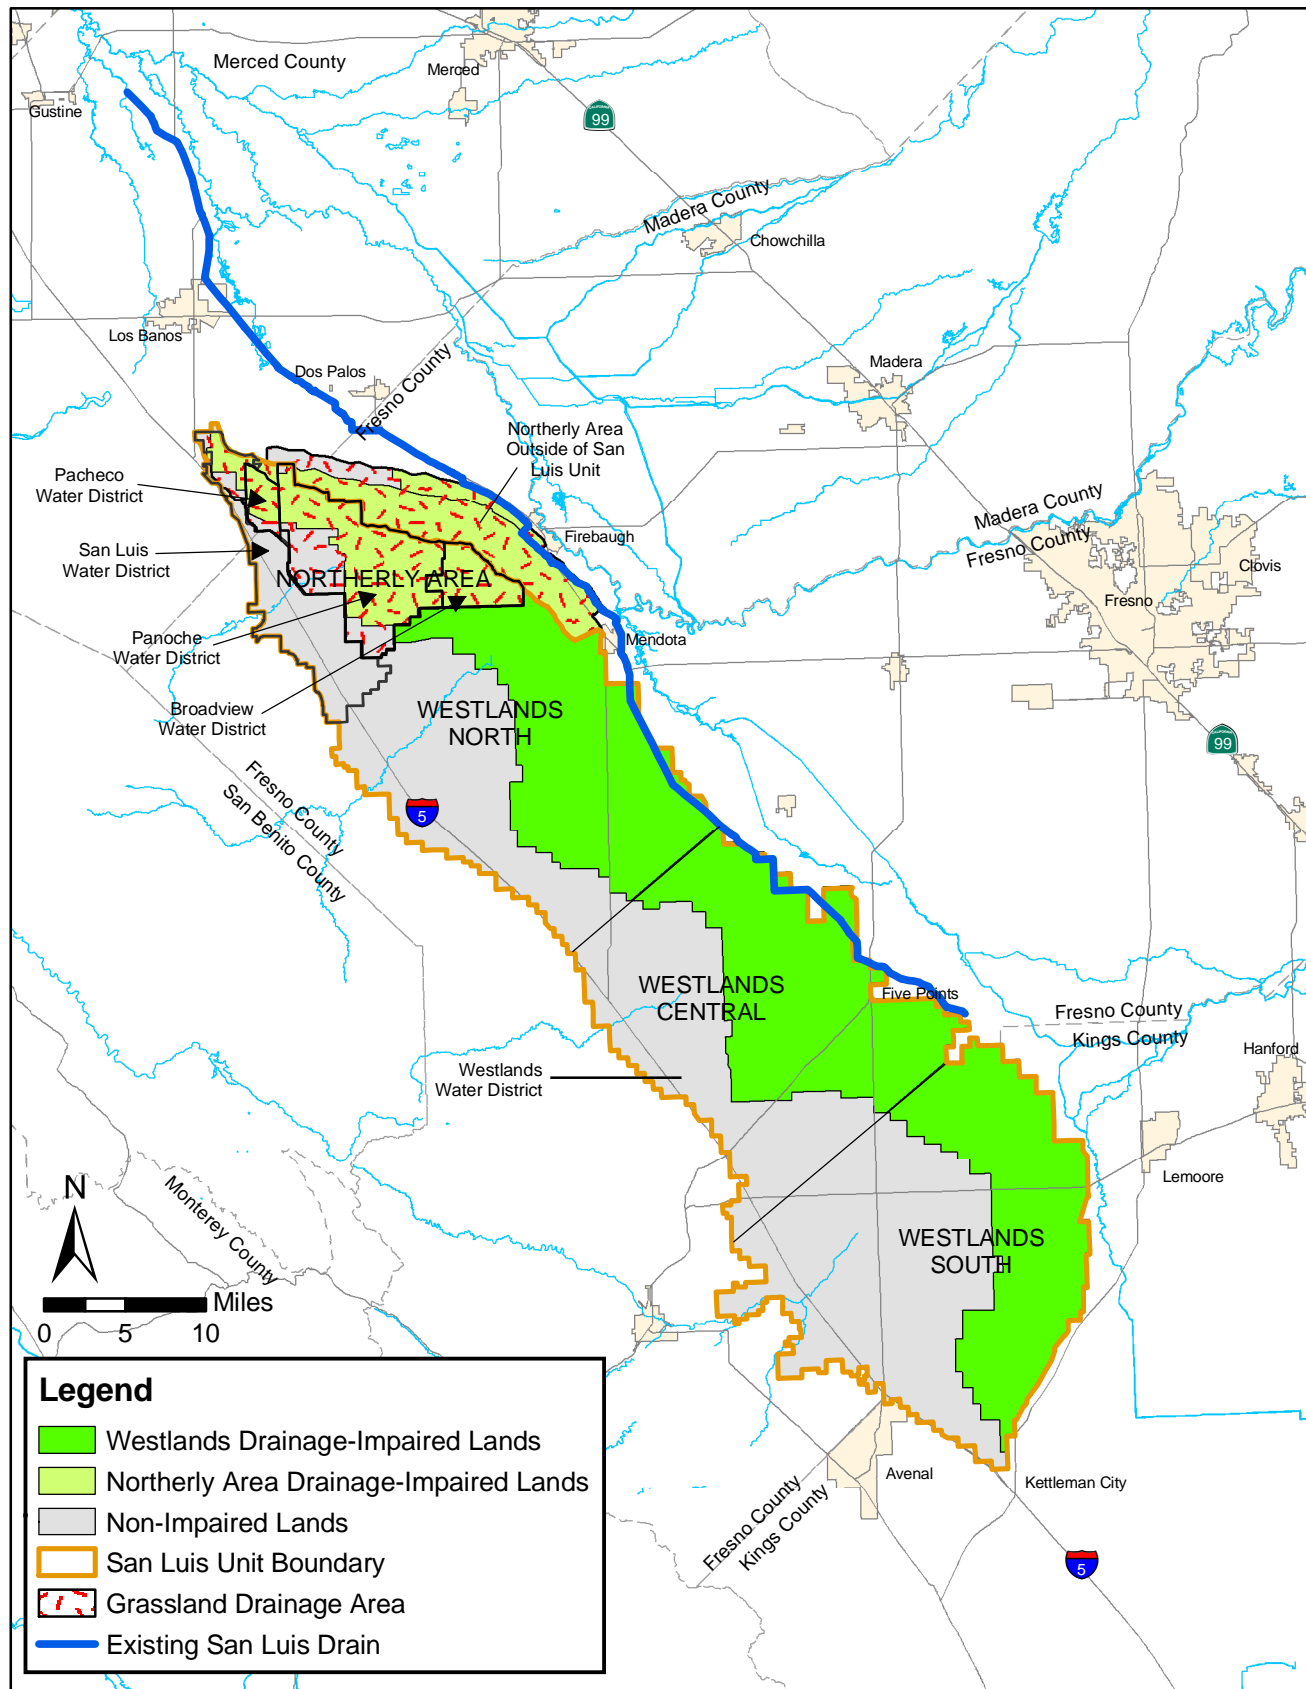 Merced County
Merced
Gustine
CALIFORNIA
99
Madera County
Chowchilla
Los Banos
Dos Palos
Fresno County
Madera
Northerly Area
Outside of San
Luis Unit
Pacheco
Water District
Madera County
Fresno County
San Luis
Water District
Firebaugh
Clovis
NORTHERLY AREA
Fresno
Panoche
Water District
Mendota
Broadview
Water District
WESTLANDS
NORTH
CALIFORNIA
99
Fresno County
San Benito County
5
WESTLANDS
CENTRAL
Five Points
Fresno County
Kings County
Hanford
Westlands
Water District
Lemoore
N
Monterey County
WESTLANDS
SOUTH
Miles
0 5 10
Legend
Westlands Drainage-Impaired Lands
Northerly Area Drainage-Impaired Lands
Non-Impaired Lands
San Luis Unit Boundary
Grassland Drainage Area
Existing San Luis Drain
Avenal
Kettleman City
Fresno County
Kings County
5